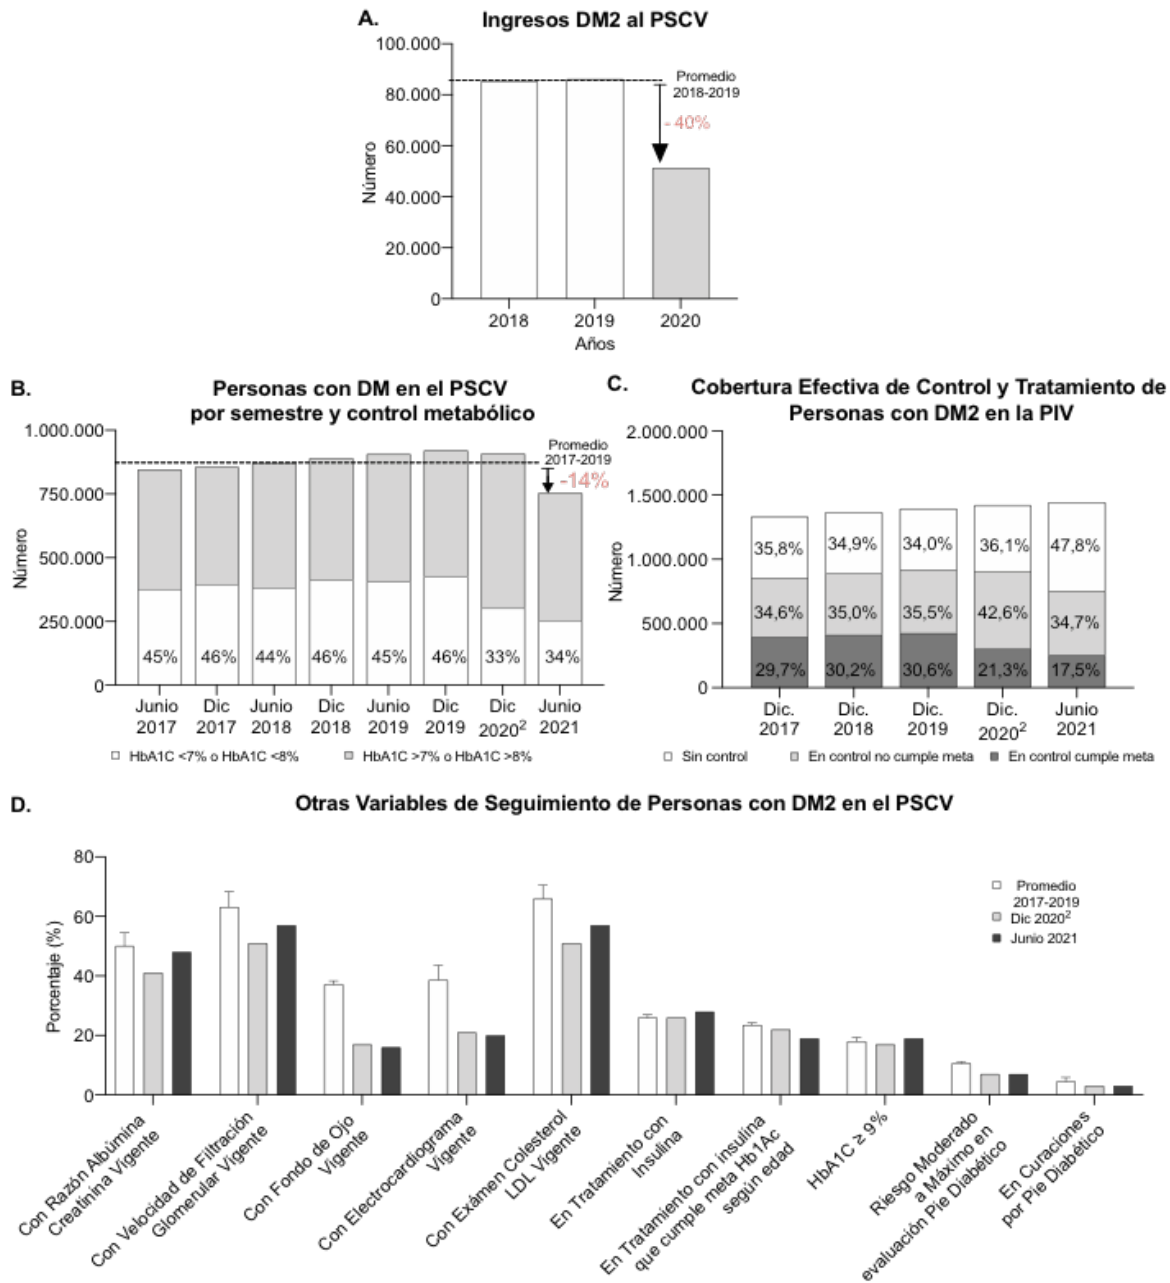 A.
Ingresos DM2 al PSCV
100.000
80.000
60.000
40.000
20.000
0
Número
Promedio
2018-2019
- 40%
2018
2019
2020
Años
B.
Personas con DM en el PSCV
por semestre y control metabólico
1.000.000
750.000
500.000
250.000
0
Número
Promedio
2017-2019
-14%
45%
46%
44%
46%
45%
46%
33%
34%
Junio
2017
Dic
2017
Junio
2018
Dic
2018
Junio
2019
Dic
2019
Dic
2020²
Junio
2021
HbA1C <7% o HbA1C <8%
HbA1C >7% o HbA1C >8%
C.
Cobertura Efectiva de Control y Tratamiento de
Personas con DM2 en la PIV
2.000.000
1.500.000
1.000.000
500.000
0
Número
35,8%
34,9%
34,0%
36,1%
47,8%
34,6%
35,0%
35,5%
42,6%
34,7%
29,7%
30,2%
30,6%
21,3%
17,5%
Dic.
2017
Dic.
2018
Dic.
2019
Dic.
2020²
Junio
2021
Sin control
En control no cumple meta
En control cumple meta
D.
Otras Variables de Seguimiento de Personas con DM2 en el PSCV
80
60
40
20
0
Porcentaje (%)
Promedio
2017-2019
Dic 2020²
Junio 2021
Con Razón Albúmina
Creatinina Vigente
Con Velocidad de Filtración
Glomerular Vigente
Con Fondo de Ojo
Vigente
Con Electrocardiograma
Vigente
Con Exámen Colesterol
LDL Vigente
En Tratamiento con
Insulina
En Tratamiento con insulina
que cumple meta Hb1Ac
según edad
HbA1C ≥ 9%
Riesgo Moderado
a Máximo en
evaluación Pie Diabético
En Curaciones
por Pie Diabético